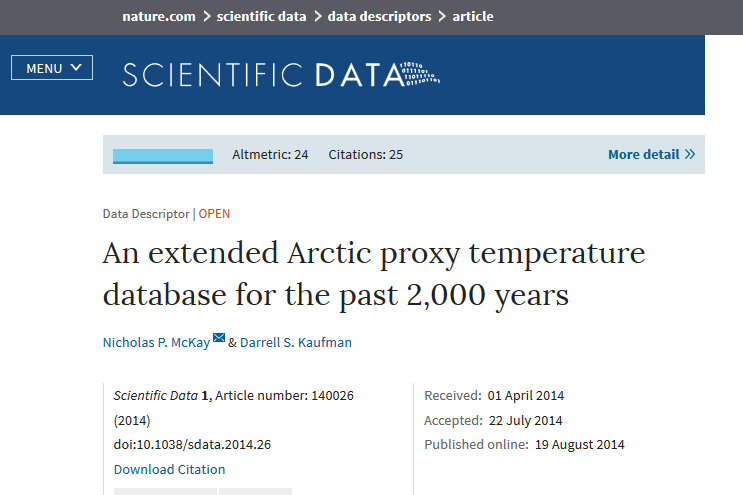 nature.com > scientific data > data descriptors > article
MENU
SCIENTIFIC DATA
Altmetric: 24 Citations: 25 More detail »
Data Descriptor | OPEN
An extended Arctic proxy temperature
database for the past 2,000 years
Nicholas P. McKay & Darrell S. Kaufman
Scientific Data 1, Article number: 140026
(2014)
doi:10.1038/sdata.2014.26
Download Citation
Received: 01 April 2014
Accepted: 22 July 2014
Published online: 19 August 2014